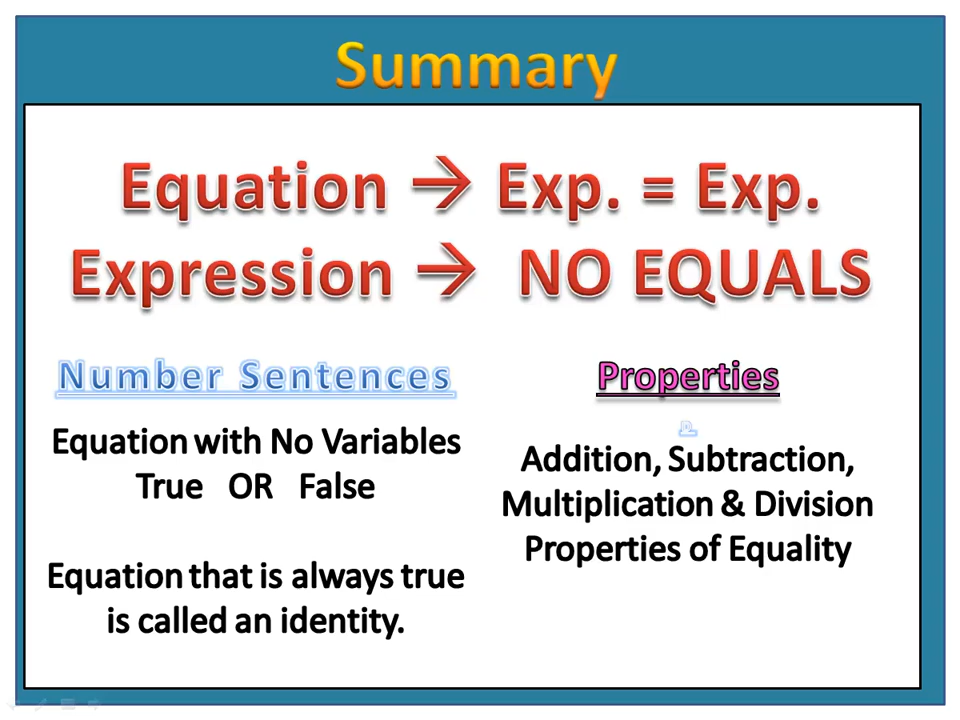 Summary
Equation → Exp. = Exp.
Expression → NO EQUALS
Number Sentences
Equation with No Variables
True OR False
Equation that is always true
is called an identity.
Properties
Addition, Subtraction,
Multiplication & Division
Properties of Equality